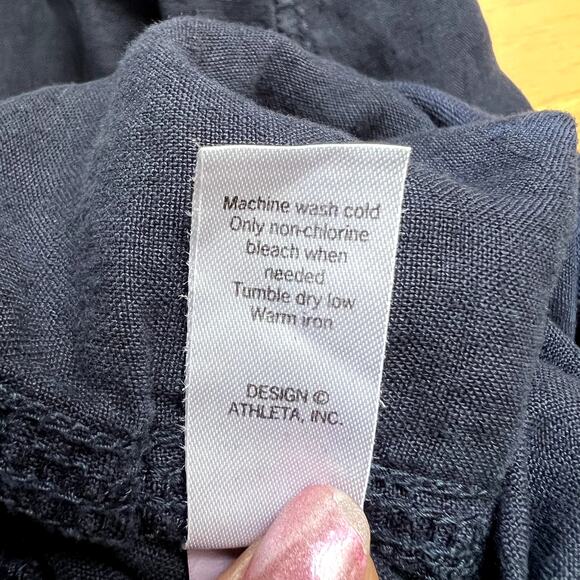 Machine wash cold
Only non-chlorine
bleach when
needed
Tumble dry low
Warm iron
DESIGN ©
ATHLETA, INC.